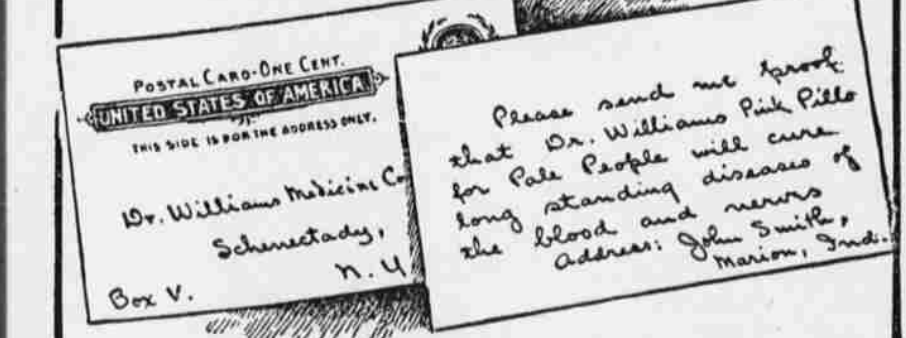 POSTAL CARD-ONE CENT.
UNITED STATES OF AMERICA
THIS SIDE IS FOR THE ADDRESS ONLY.
Dr. Williams Medicine Co
Schenectady,
N. Y
Box V.
Please send me proof
that Dr. Williams Pink Pills
for Pale People will cure
long standing diseases of
the blood and nerves
Address: John Smith,
Marion, Ind.